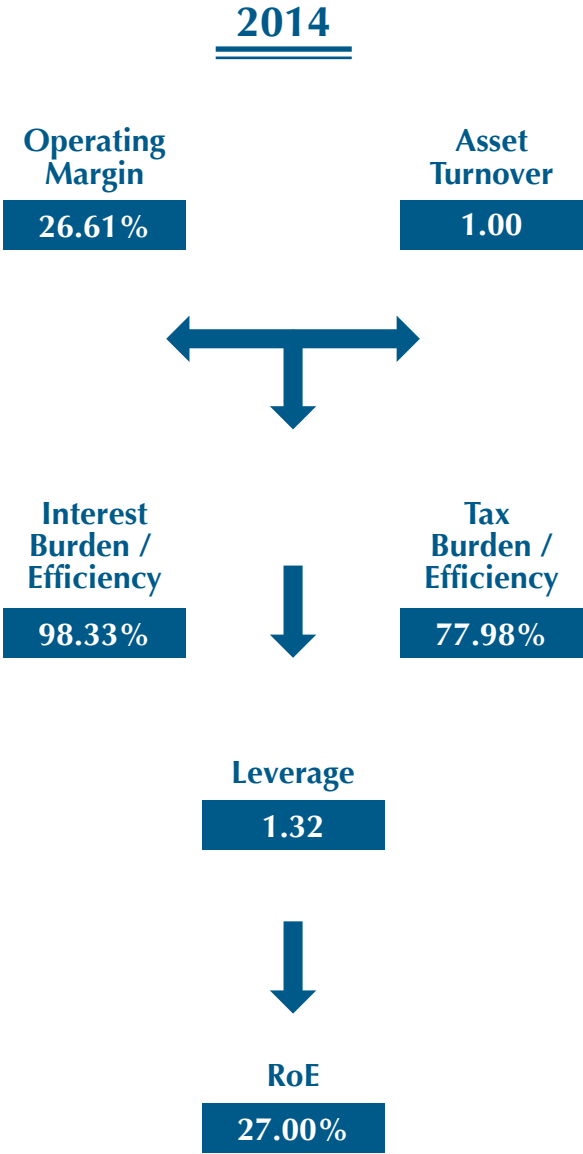 2014
Operating
Margin
26.61%
Asset
Turnover
1.00
Interest
Burden /
Efficiency
98.33%
Tax
Burden /
Efficiency
77.98%
Leverage
1.32
RoE
27.00%